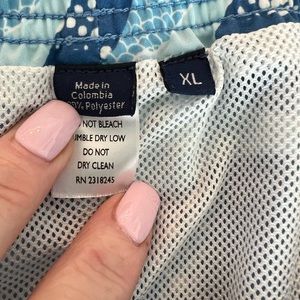 Made in
Colombia
Polyester
NOT BLEACH
DRY LOW
DO NOT
DRY CLEAN
RN 2318245
XL